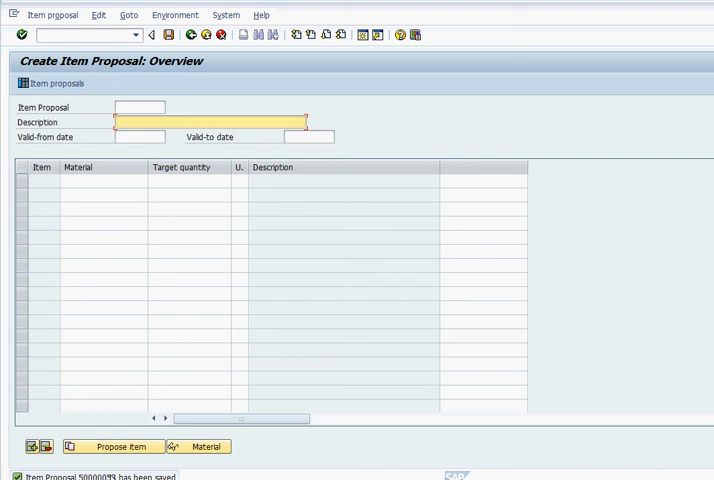 Item proposal Edit Goto Environment System Help
Create Item Proposal: Overview
Item proposals
Item Proposal
Description
Valid-from date Valid-to date
Item Material Target quantity U. Description
Propose item Material
has been saved
SAP